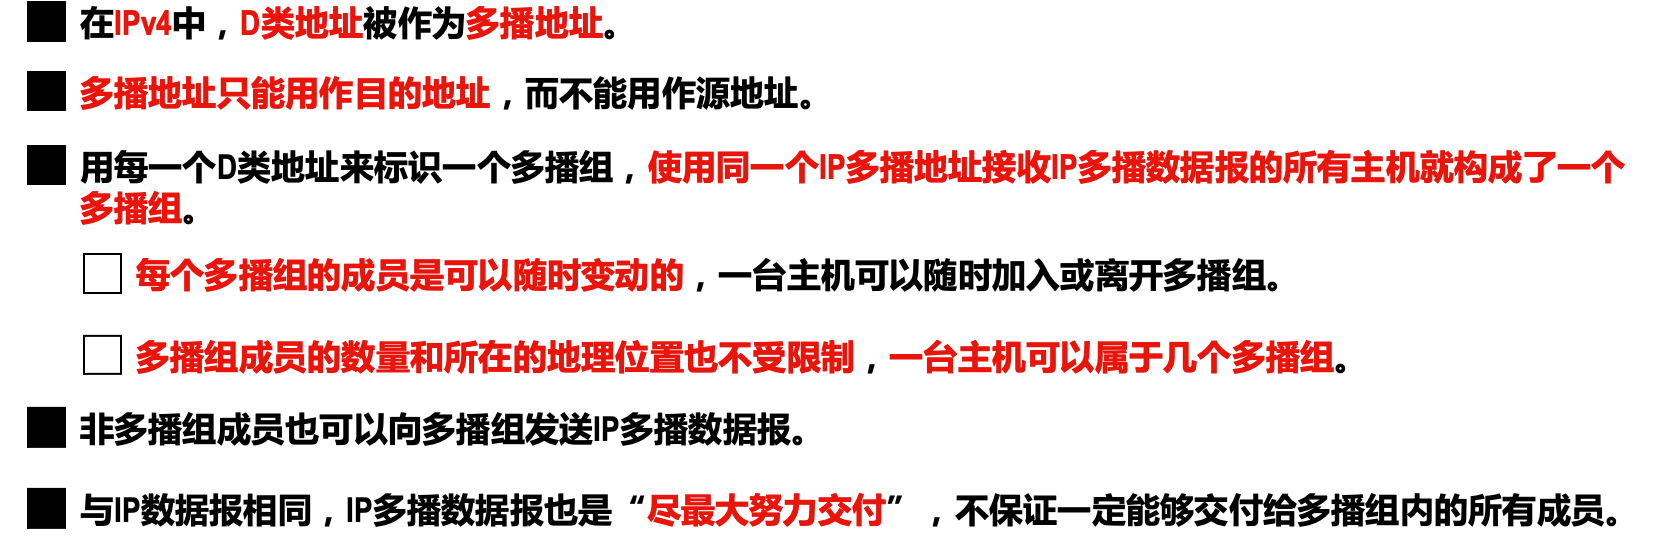 在IPv4中，D类地址被作为多播地址。
多播地址只能用作目的地址，而不能用作源地址。
用每一个D类地址来标识一个多播组，使用同一个IP多播地址接收IP多播数据报的所有主机就构成了一个
多播组。
每个多播组的成员是可以随时变动的，一台主机可以随时加入或离开多播组。
多播组成员的数量和所在的地理位置也不受限制，一台主机可以属于几个多播组。
非多播组成员也可以向多播组发送IP多播数据报。
与IP数据报相同，IP多播数据报也是“尽最大努力交付”，不保证一定能够交付给多播组内的所有成员。